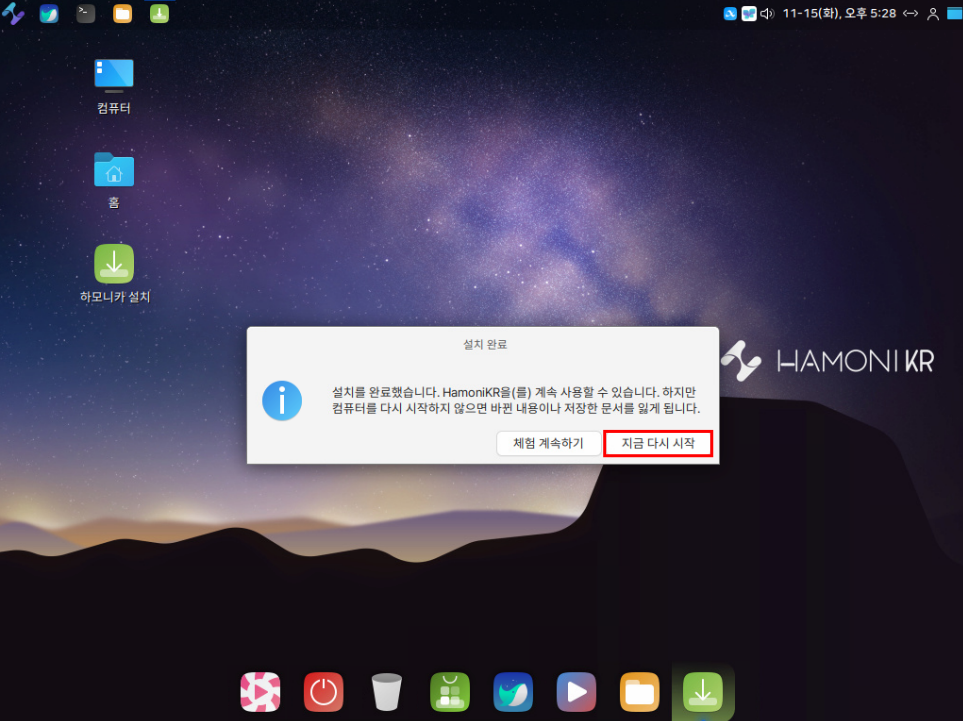 11-15(화), 오후 5:28
컴퓨터
홈
하모니카 설치
설치 완료
설치를 완료했습니다. HamoniKR을(를) 계속 사용할 수 있습니다. 하지만
컴퓨터를 다시 시작하지 않으면 바뀐 내용이나 저장한 문서를 잃게 됩니다.
체험 계속하기
지금 다시 시작
HAMONIKR